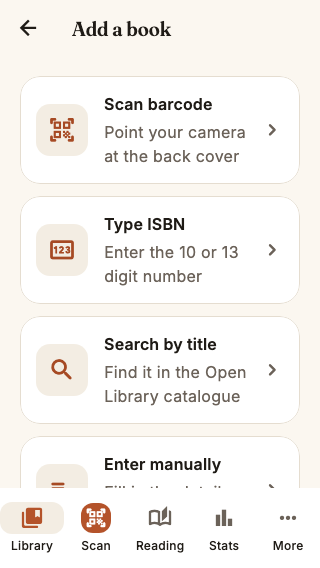 Add a book
Scan barcode
Point your camera
at the back cover
Type ISBN
123
Enter the 10 or 13
digit number
Search by title
Find it in the Open
Library catalogue
Enter manually
Library
Scan
Reading
Stats
More